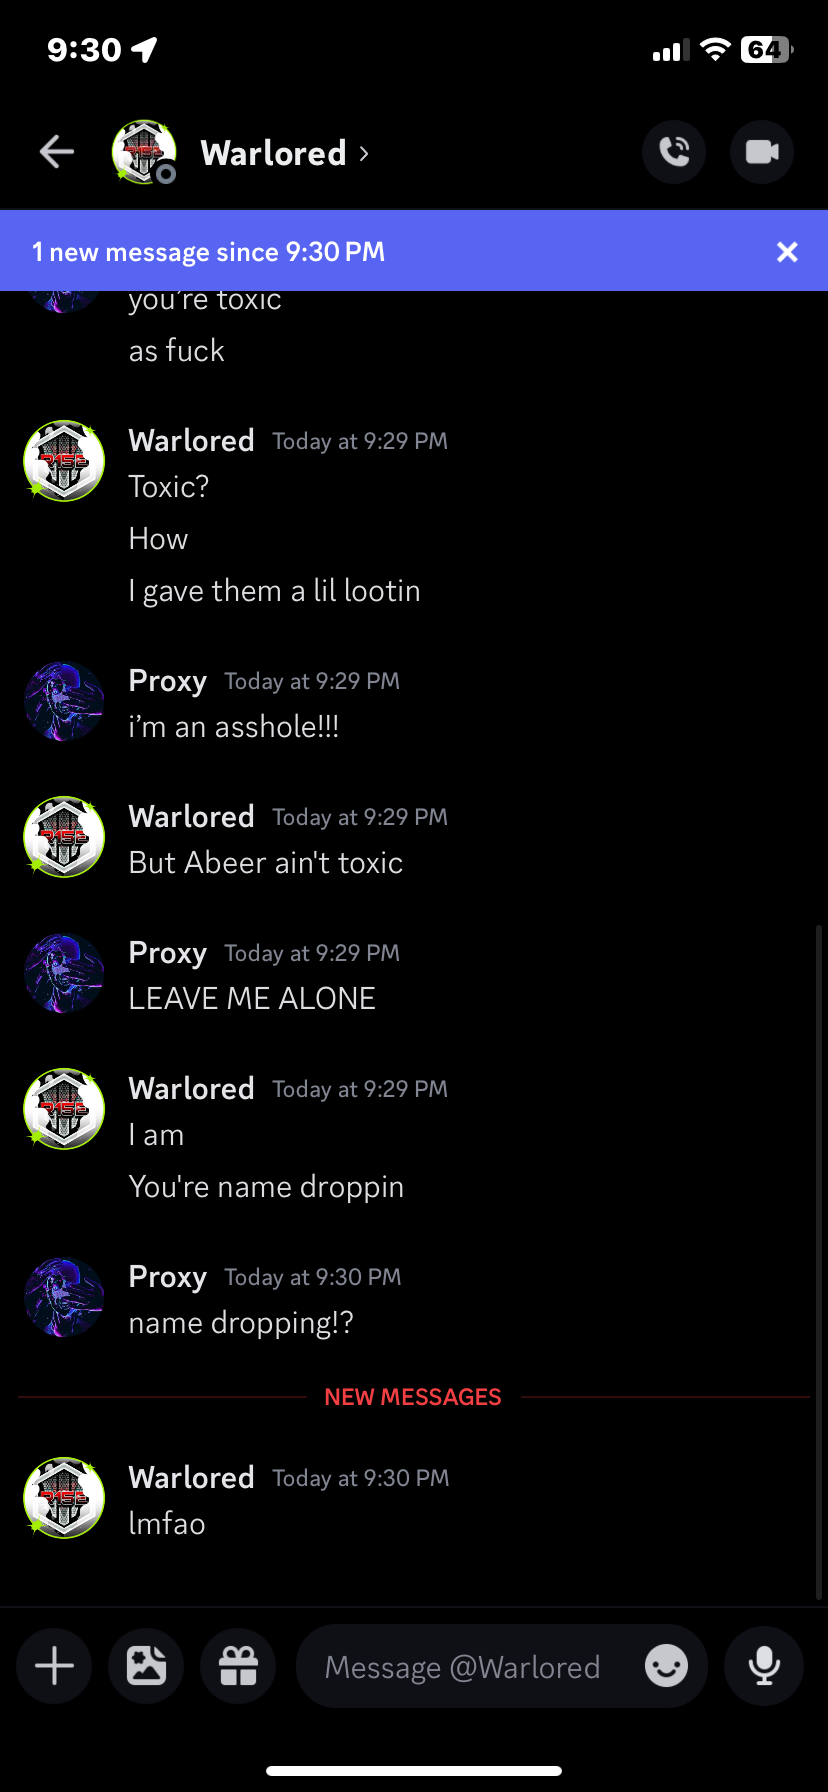 9:30
64
Warlored
1 new message since 9:30 PM
you're toxic
as fuck
Warlored Today at 9:29 PM
Toxic?
How
I gave them a lil lootin
Proxy Today at 9:29 PM
i'm an asshole!!!
Warlored Today at 9:29 PM
But Abeer ain't toxic
Proxy Today at 9:29 PM
LEAVE ME ALONE
Warlored Today at 9:29 PM
I am
You're name droppin
Proxy Today at 9:30 PM
name dropping!?
NEW MESSAGES
Warlored Today at 9:30 PM
lmfao
Message @Warlored